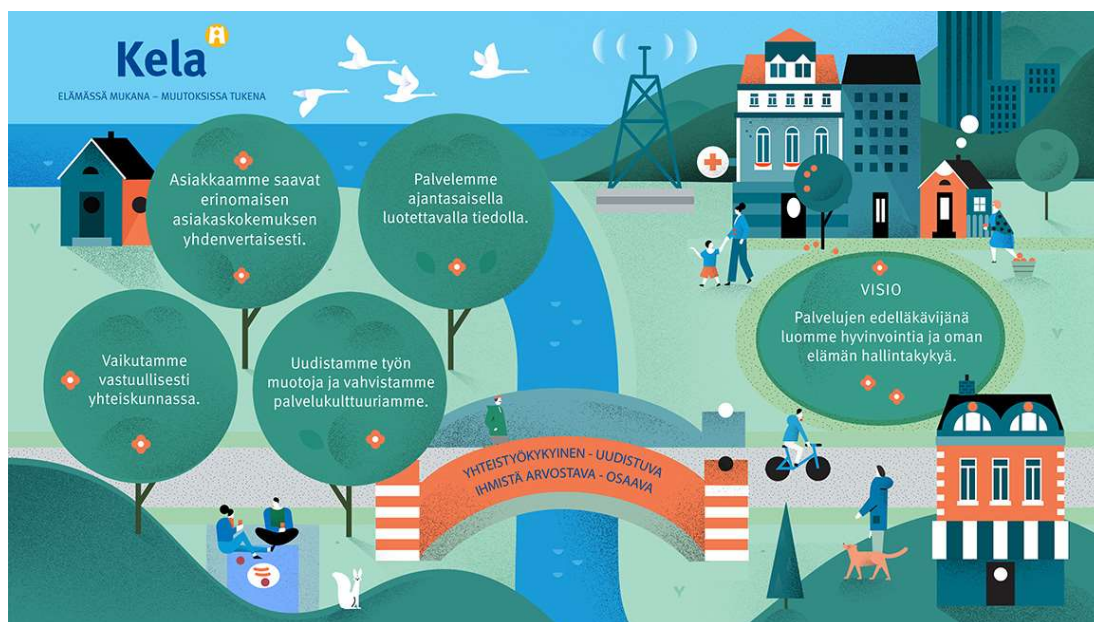 Kela
ELÄMÄSSÄ MUKANA – MUUTOKSISSA TUKENA
Asiakkaamme saavat
erinomaisen
asiakaskokemuksen
yhdenvertaisesti.
Palvelemme
ajantasaisella
luotettavalla tiedolla.
Vaikutamme
vastuullisesti
yhteiskunnassa.
Uudistamme työn
muotoja ja vahvistamme
palvelukulttuuriamme.
YHTEISTYÖKYKYINEN - UUDISTUVA
IHMISTÄ ARVOSTAVA - OSAAVA
VISIO
Palvelujen edelläkävijänä
luomme hyvinvointia ja oman
elämän hallintakykyä.